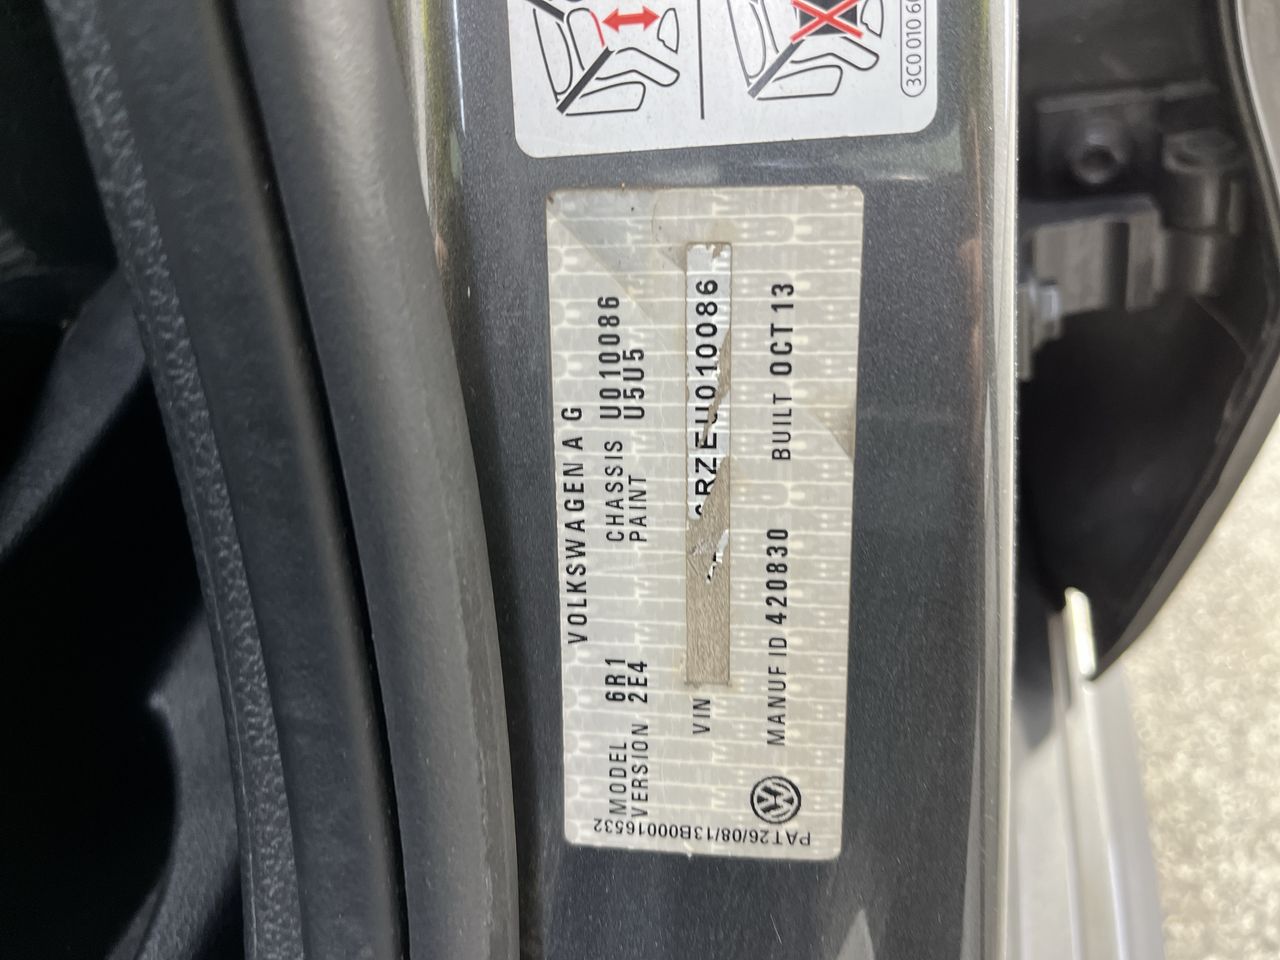 VOLKSWAGEN AG
MODEL 6R1 CHASSIS U010086
VERSION 2E4 PAINT U5U5
VIN RZEU010086
MANUF ID 420830 BUILT OCT 13
PAT26/08/13B00016532
3C0 010 6